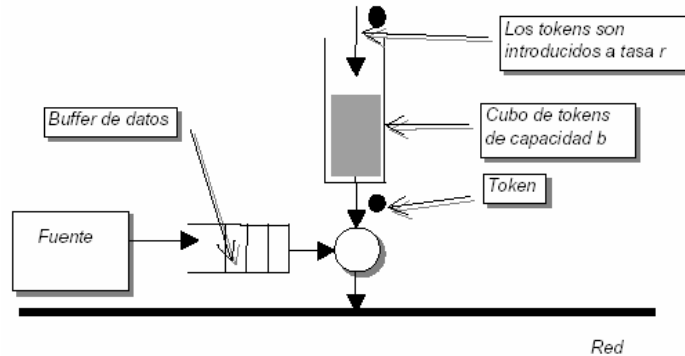 Los tokens son
introducidos a tasa r
Buffer de datos
Cubo de tokens
de capacidad b
Token
Fuente
Red